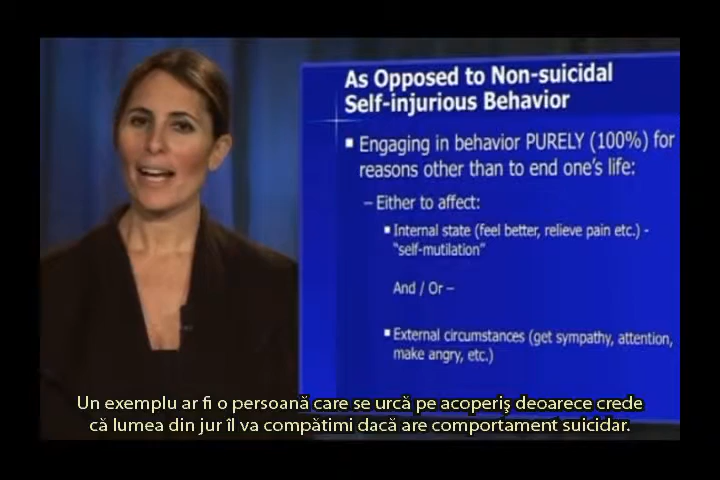 As Opposed to Non-suicidal
Self-injurious Behavior
▪ Engaging in behavior PURELY (100%) for
reasons other than to end one's life:
– Either to affect:
▪ Internal state (feel better, relieve pain etc.) -
“self-mutilation”
And / Or –
▪ External circumstances (get sympathy, attention,
make angry, etc.)
Un exemplu ar fi o persoană care se urcă pe acoperiş deoarece crede
că lumea din jur îl va compătimi dacă are comportament suicidar.